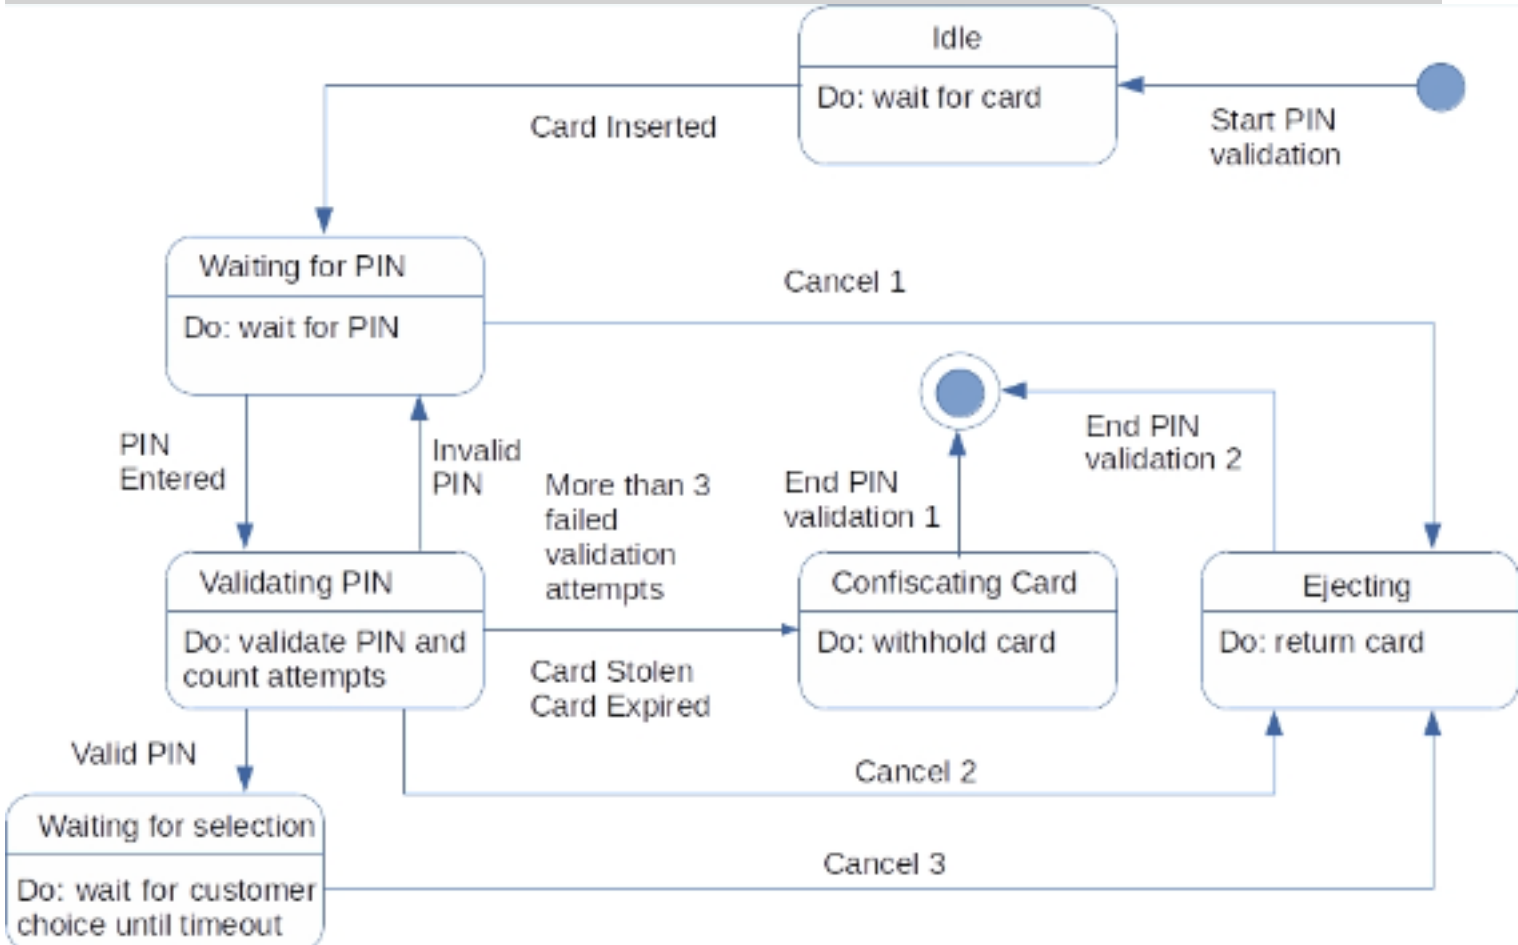 Idle
Do: wait for card
Start PIN
validation
Card Inserted
Waiting for PIN
Do: wait for PIN
Cancel 1
PIN
Entered
Invalid
PIN
More than 3
failed
validation
attempts
End PIN
validation 1
End PIN
validation 2
Validating PIN
Do: validate PIN and
count attempts
Card Stolen
Card Expired
Confiscating Card
Do: withhold card
Ejecting
Do: return card
Valid PIN
Cancel 2
Waiting for selection
Do: wait for customer
choice until timeout
Cancel 3